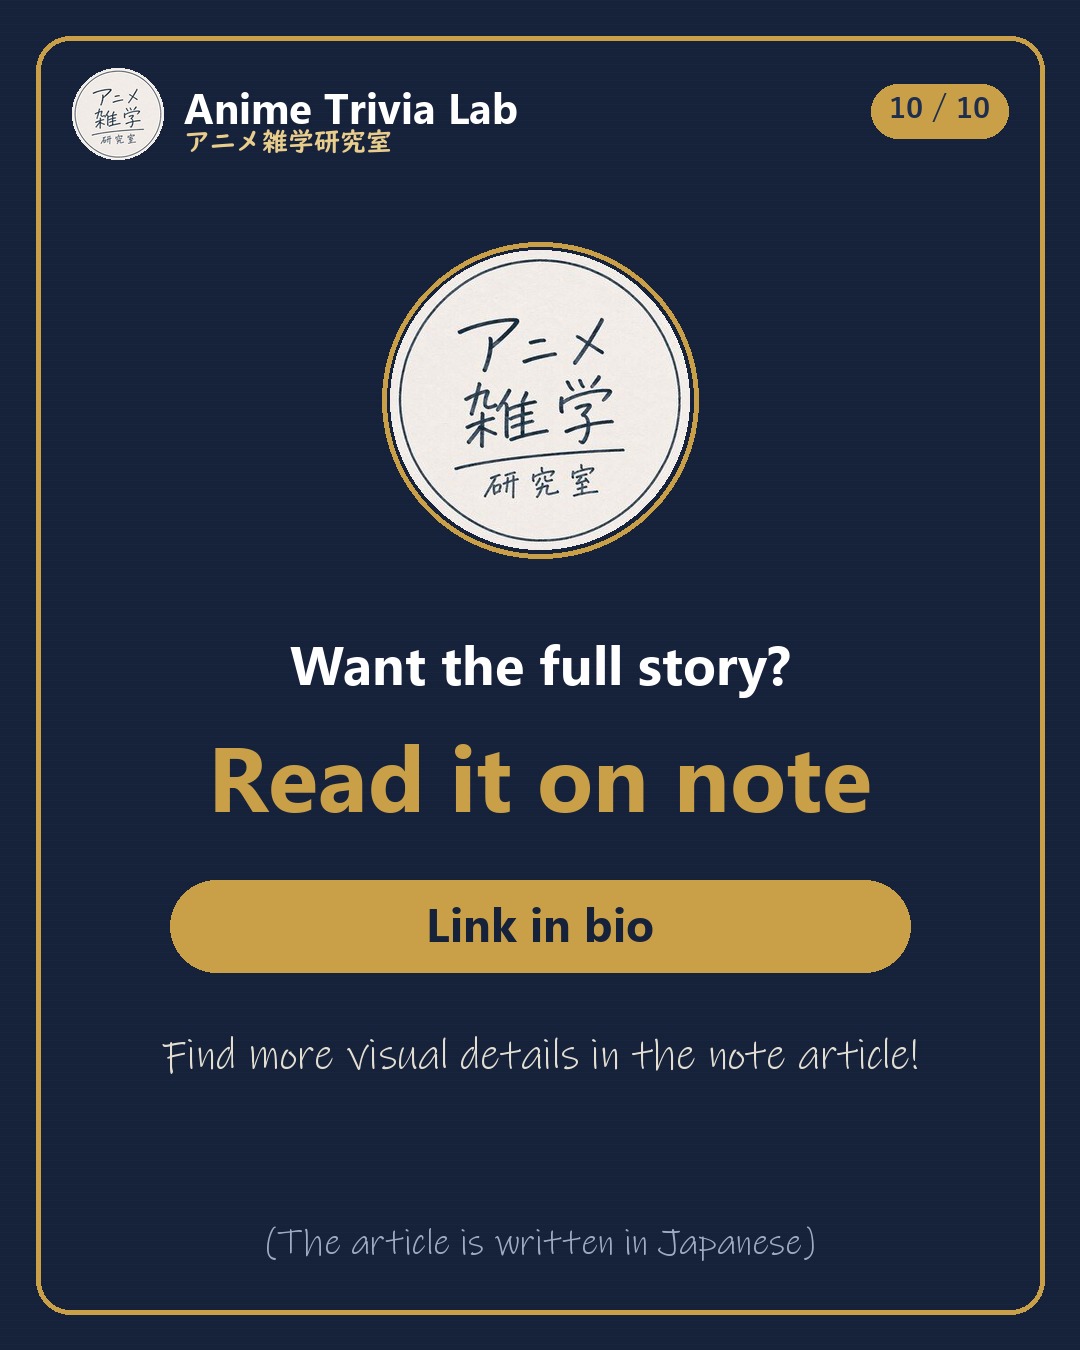 アニメ
雑学
研究室
Anime Trivia Lab
アニメ雑学研究室
10 / 10
アニメ
雑学
研究室
Want the full story?
Read it on note
Link in bio
Find more visual details in the note article!
(The article is written in Japanese)